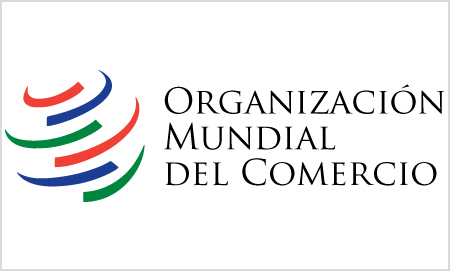 ORGANIZACIÓN
MUNDIAL
DEL COMERCIO